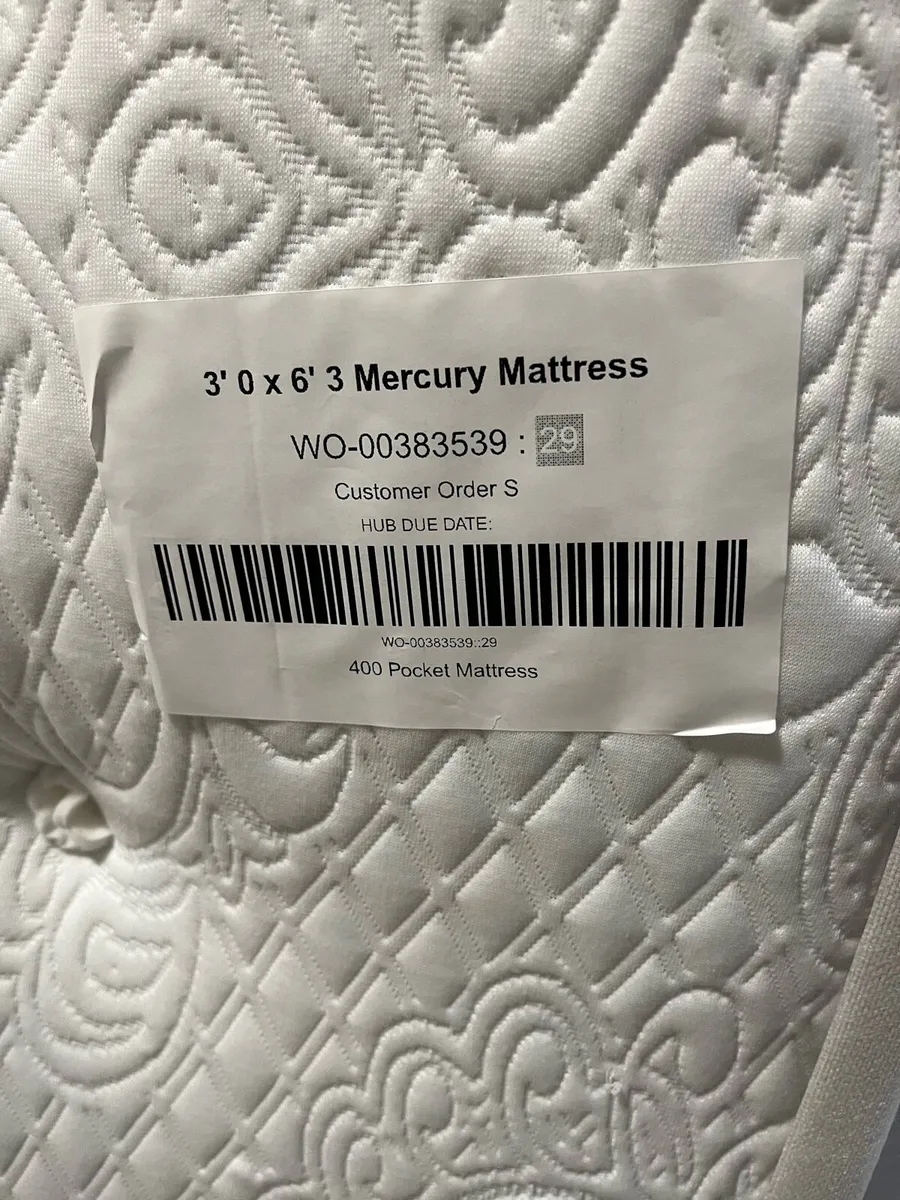 3' 0 x 6' 3 Mercury Mattress
WO-00383539 : 29
Customer Order S
HUB DUE DATE:
WO-00383539::29
400 Pocket Mattress